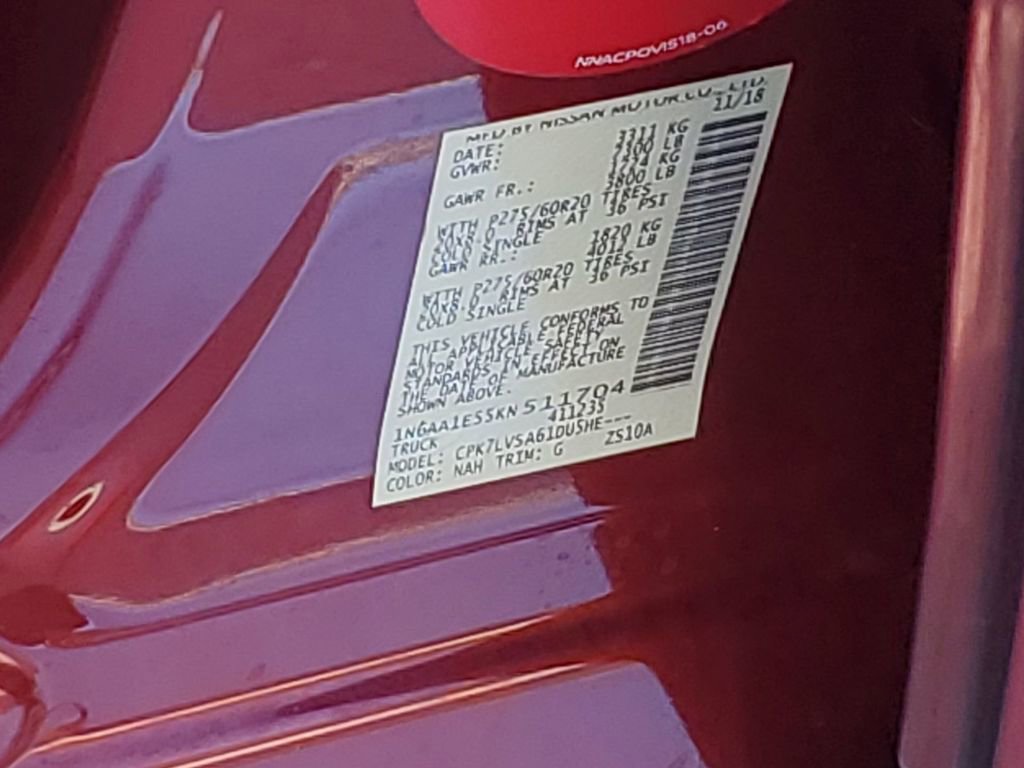 NNACPOVIS18-06
MFD BY NISSAN MOTOR CO., LTD.
DATE: 11/18
GVWR: 3311 KG
7300 LB
GAWR FR.: 1724 KG
3800 LB
WITH P275/60R20 TIRES
20X8.0 RIMS AT 36 PSI
COLD SINGLE
GAWR RR.: 1820 KG
4012 LB
WITH P275/60R20 TIRES
20X8.0 RIMS AT 36 PSI
COLD SINGLE
THIS VEHICLE CONFORMS TO
ALL APPLICABLE FEDERAL
MOTOR VEHICLE SAFETY
STANDARDS IN EFFECT ON
THE DATE OF MANUFACTURE
SHOWN ABOVE.
1N6AA1E55KN511704
TRUCK 41123S
MODEL: CPK7LVSA61DUSHE---
COLOR: NAH TRIM: G ZS10A